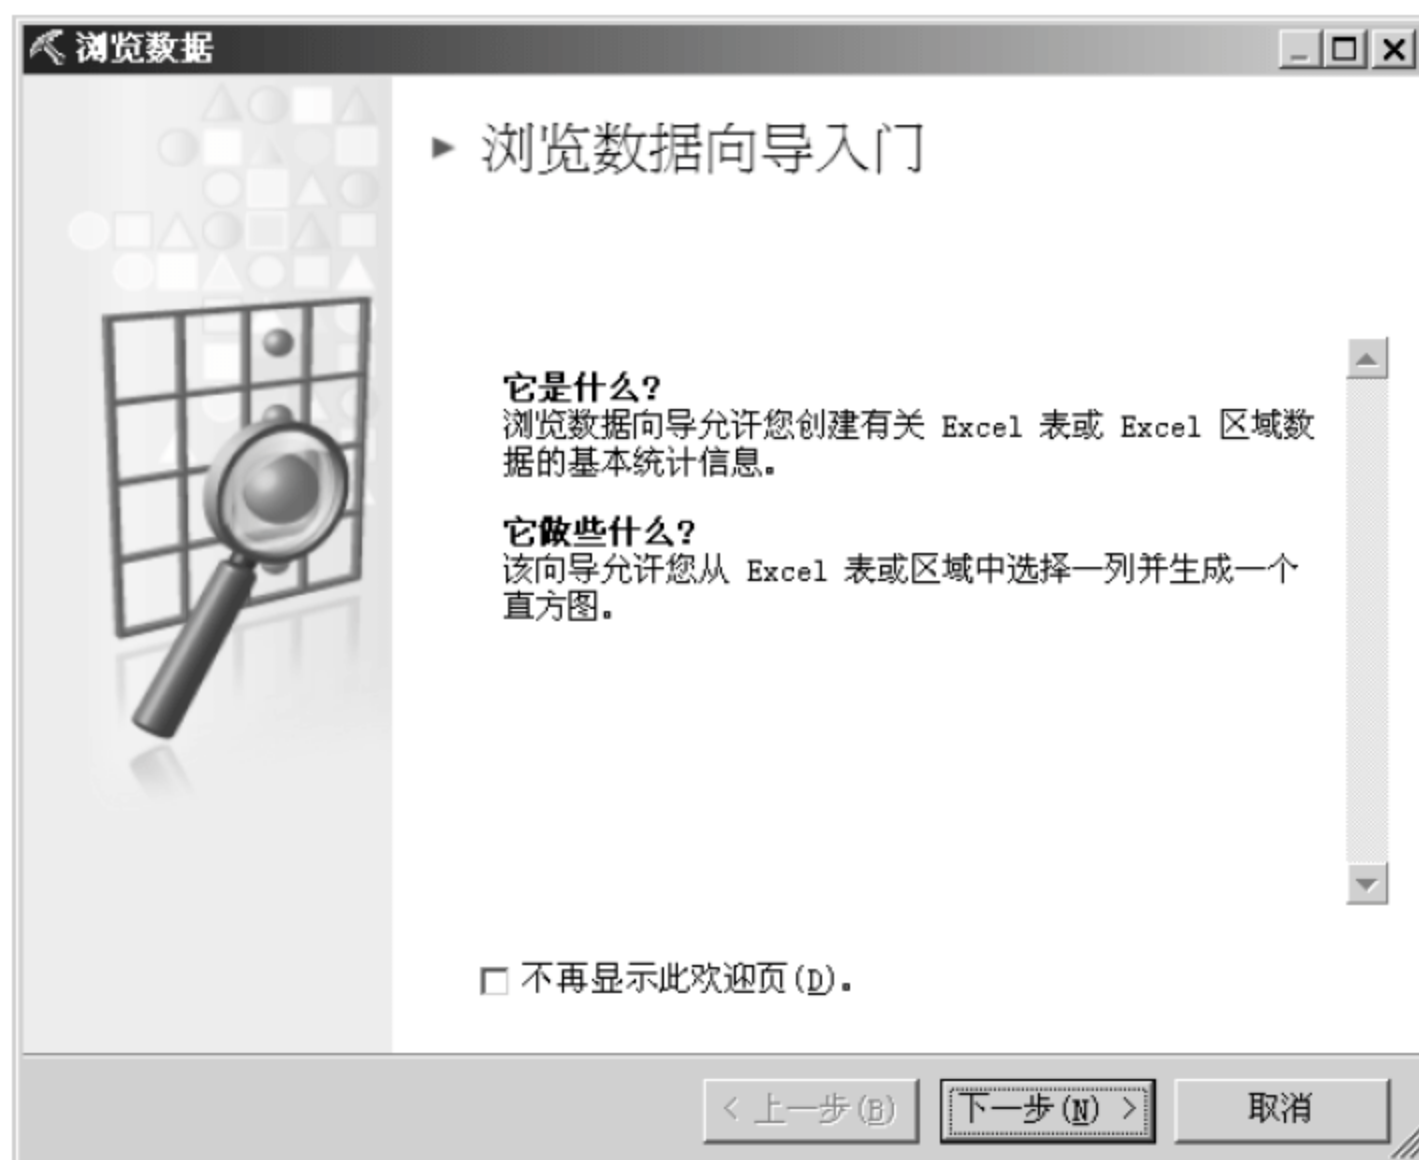 浏览数据
浏览数据向导入门
它是什么?
浏览数据向导允许您创建有关 Excel 表或 Excel 区域数
据的基本统计信息。
它做些什么?
该向导允许您从 Excel 表或区域中选择一列并生成一个
直方图。
不再显示此欢迎页(D)。
< 上一步(B)
下一步(N) >
取消